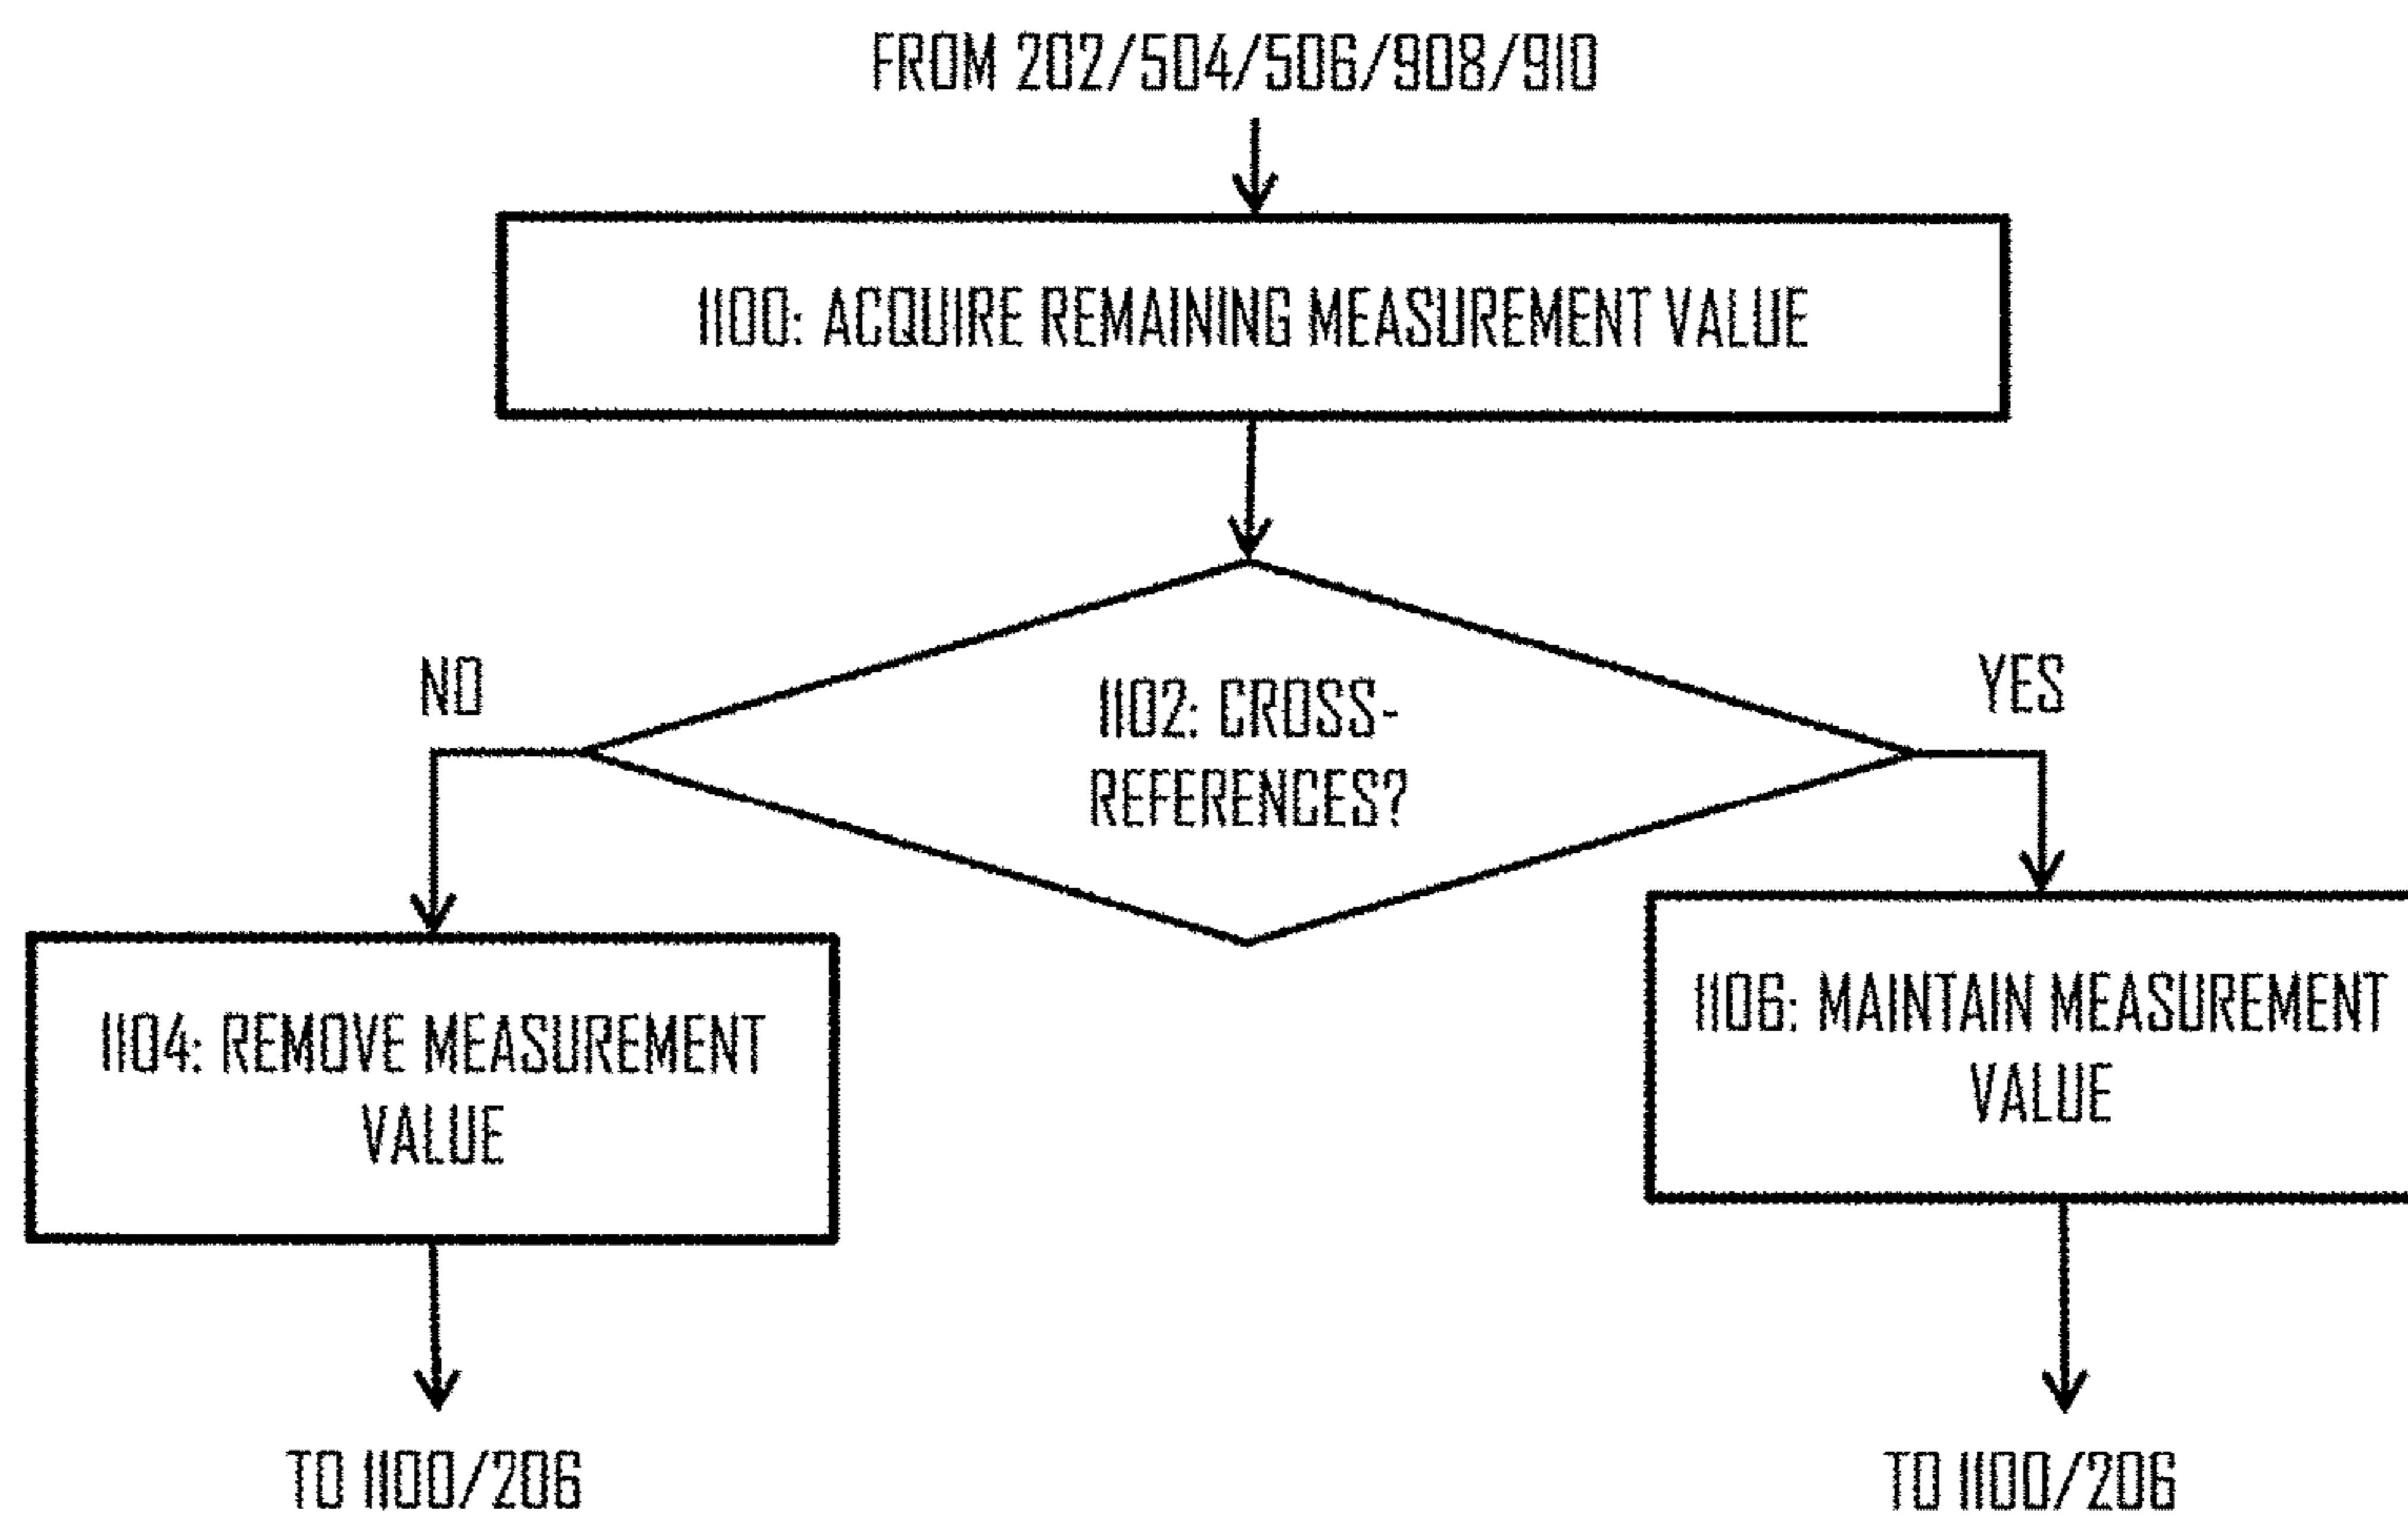 FROM 202/504/506/908/910
1100: ACQUIRE REMAINING MEASUREMENT VALUE
NO
YES
1102: CROSS-
REFERENCES?
1104: REMOVE MEASUREMENT
VALUE
1106: MAINTAIN MEASUREMENT
VALUE
TO 1100/206
TO 1100/206